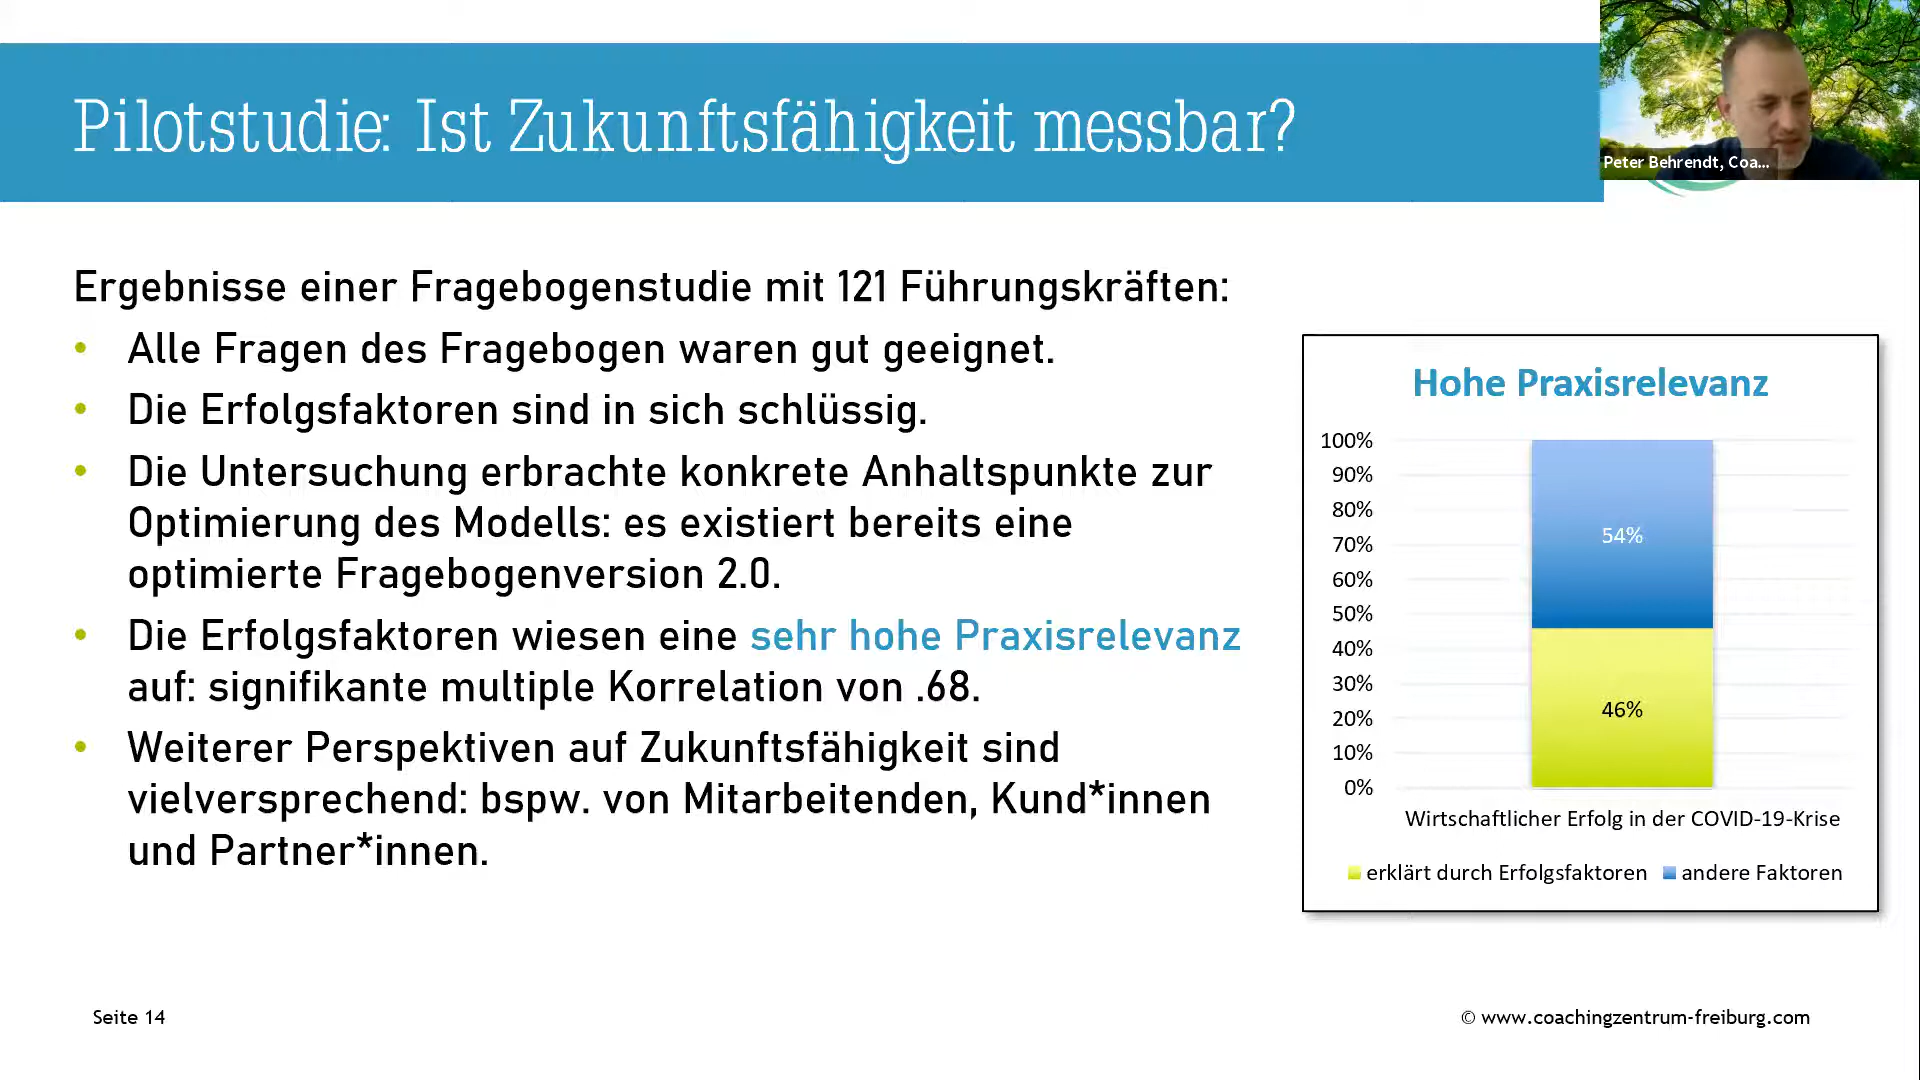 Pilotstudie: Ist Zukunftsfähigkeit messbar?
Peter Behrendt, Coa...
Ergebnisse einer Fragebogenstudie mit 121 Führungskräften:
• Alle Fragen des Fragebogen waren gut geeignet.
• Die Erfolgsfaktoren sind in sich schlüssig.
• Die Untersuchung erbrachte konkrete Anhaltspunkte zur
Optimierung des Modells: es existiert bereits eine
optimierte Fragebogenversion 2.0.
• Die Erfolgsfaktoren wiesen eine sehr hohe Praxisrelevanz
auf: signifikante multiple Korrelation von .68.
• Weiterer Perspektiven auf Zukunftsfähigkeit sind
vielversprechend: bspw. von Mitarbeitenden, Kund*innen
und Partner*innen.
Hohe Praxisrelevanz
100%
90%
80%
70%
60%
50%
40%
30%
20%
10%
0%
54%
46%
Wirtschaftlicher Erfolg in der COVID-19-Krise
erklärt durch Erfolgsfaktoren
andere Faktoren
Seite 14
© www.coachingzentrum-freiburg.com